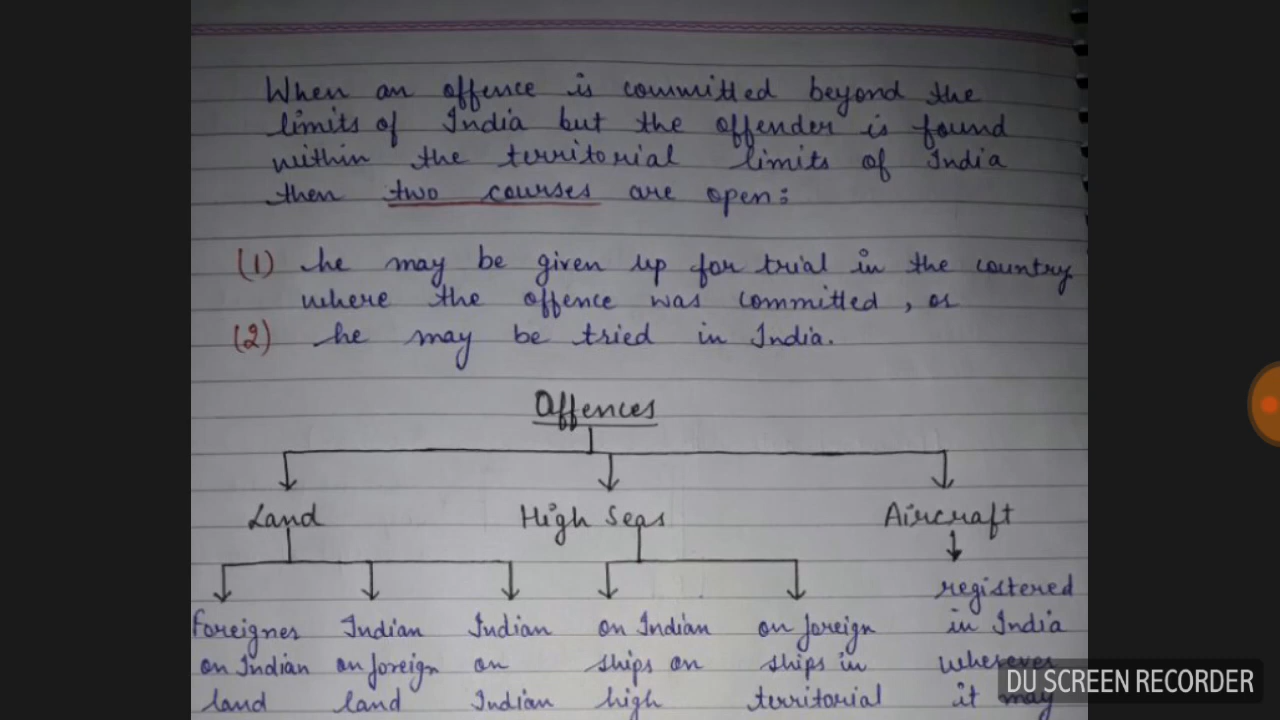 When an offence is committed beyond the
limits of India but the offender is found
within the territorial limits of India
then two courses are open:
(1) he may be given up for trial in the country
where the offence was committed, or
(2) he may be tried in India.
Offences
Land High Seas Aircraft
foreigner on Indian land
Indian on foreign land
Indian on Indian
on Indian ships on high
on foreign ships in territorial
registered in India wherever it may
DU SCREEN RECORDER